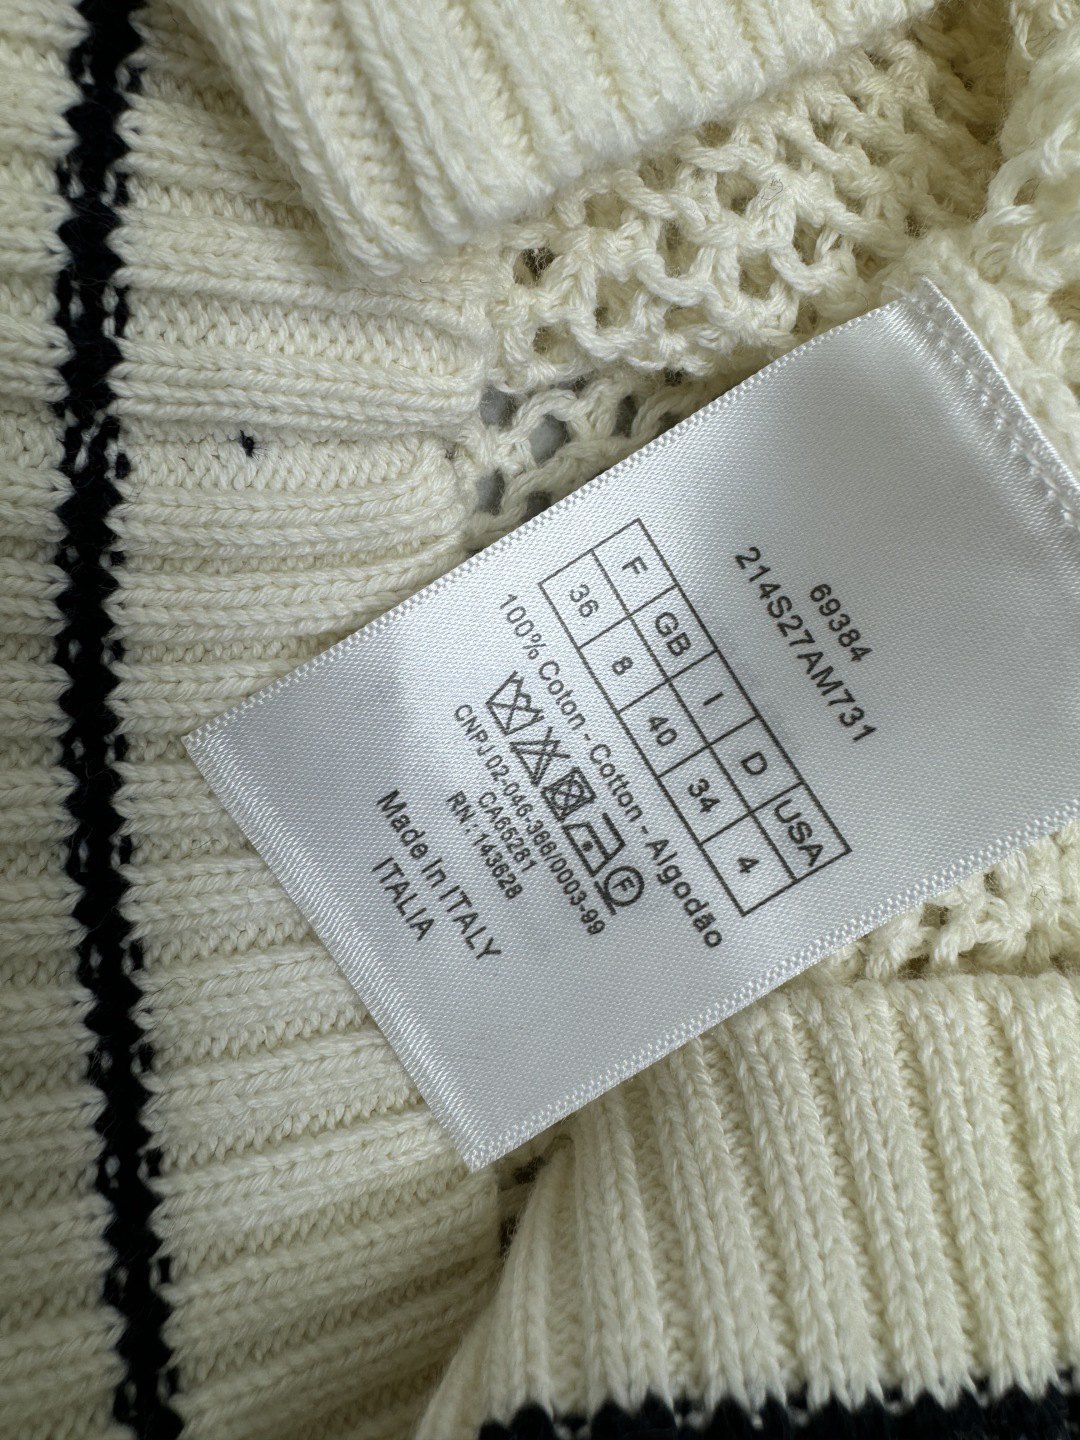 69384
214S27AM731
F GB I D USA
36 8 40 34 4
100% Coton - Cotton - Algodão
F
CNPJ 02-046-366/0003-99
CA65281
RN : 143628
Made In ITALY
ITALIA